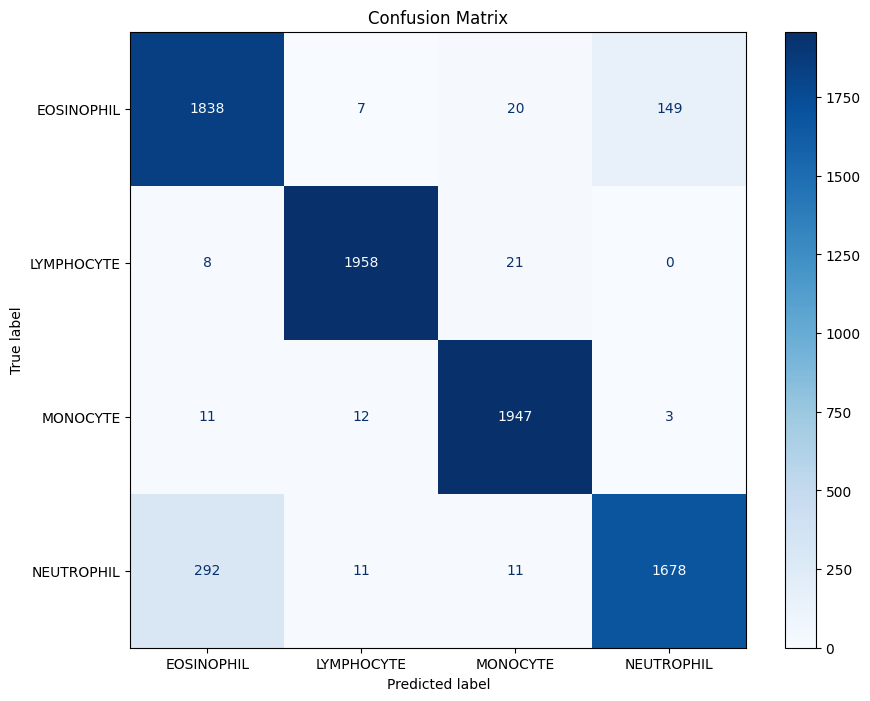 Confusion Matrix
EOSINOPHIL 1838 7 20 149
LYMPHOCYTE 8 1958 21 0
MONOCYTE 11 12 1947 3
NEUTROPHIL 292 11 11 1678
EOSINOPHIL LYMPHOCYTE MONOCYTE NEUTROPHIL
Predicted label
True label
1750
1500
1250
1000
750
500
250
0